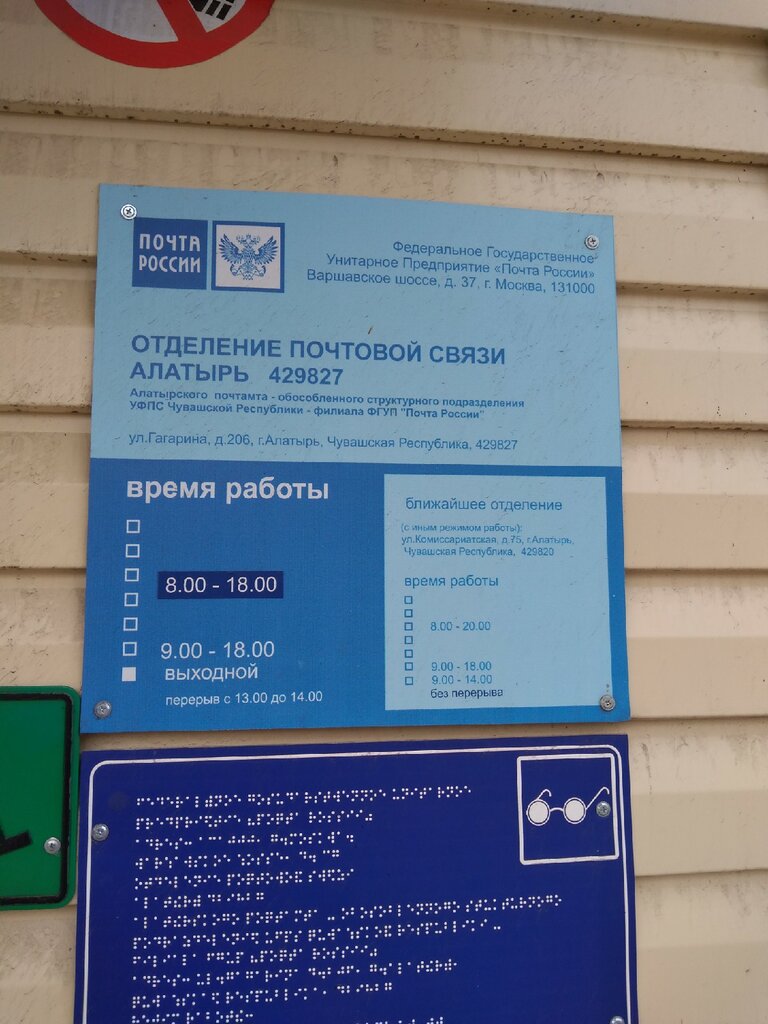 ПОЧТА
РОССИИ
Федеральное Государственное
Унитарное Предприятие «Почта России»
Варшавское шоссе, д. 37, г. Москва, 131000
ОТДЕЛЕНИЕ ПОЧТОВОЙ СВЯЗИ
АЛАТЫРЬ 429827
Алатырского почтамта - обособленного структурного подразделения
УФПС Чувашской Республики - филиала ФГУП "Почта России"
ул.Гагарина, д.206, г.Алатырь, Чувашская Республика, 429827
время работы
8.00 - 18.00
9.00 - 18.00
выходной
перерыв с 13.00 до 14.00
ближайшее отделение
(с иным режимом работы):
ул.Комиссариатская, д.75, г.Алатырь,
Чувашская Республика, 429820
время работы
8.00 - 20.00
9.00 - 18.00
9.00 - 14.00
без перерыва